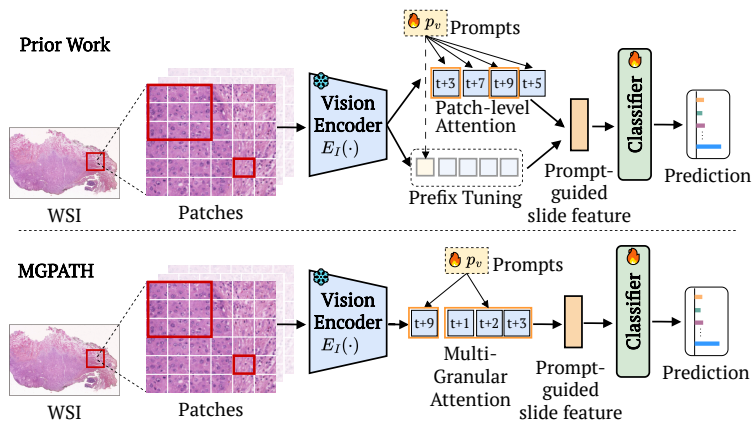 Prior Work
p_v Prompts
t+3 t+7 t+9 t+5
Patch-level
Attention
Vision
Encoder
E_I(·)
Classifier
WSI
Patches
Prefix Tuning
Prompt-
guided
slide feature
Prediction
MGPATH
p_v Prompts
Vision
Encoder
E_I(·)
t+9 t+1 t+2 t+3
Multi-
Granular
Attention
Classifier
WSI
Patches
Prompt-
guided
slide feature
Prediction